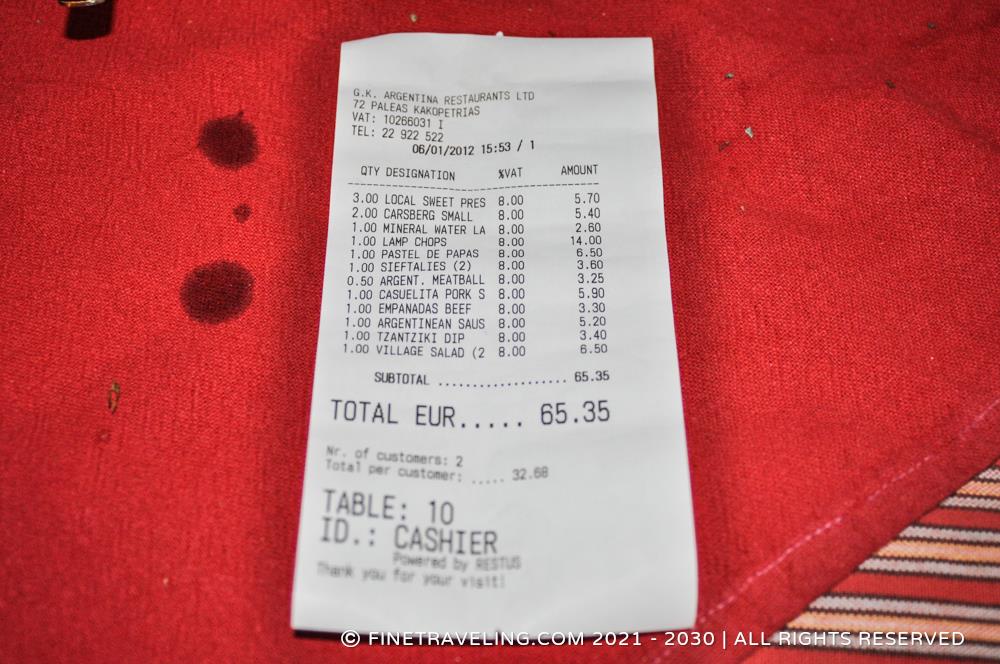 G.K. ARGENTINA RESTAURANTS LTD
72 PALEAS KAKOPETRIAS
VAT: 10266031 I
TEL: 22 922 522
06/01/2012 15:53 / 1
QTY DESIGNATION %VAT AMOUNT
3.00 LOCAL SWEET PRES 8.00 5.70
2.00 CARSBERG SMALL 8.00 5.40
1.00 MINERAL WATER LA 8.00 2.60
1.00 LAMP CHOPS 8.00 14.00
1.00 PASTEL DE PAPAS 8.00 6.50
1.00 SIEFTALIES (2) 8.00 3.60
0.50 ARGENT. MEATBALL 8.00 3.25
1.00 CASUELITA PORK S 8.00 5.90
1.00 EMPANADAS BEEF 8.00 3.30
1.00 ARGENTINEAN SAUS 8.00 5.20
1.00 TZANTZIKI DIP 8.00 3.40
1.00 VILLAGE SALAD (2 8.00 6.50
SUBTOTAL ................... 65.35
TOTAL EUR..... 65.35
Nr. of customers: 2
Total per customer: ..... 32.68
TABLE: 10
ID.: CASHIER
Powered by RESTUS
Thank you for your visit!
© FINETRAVELING.COM 2021 - 2030 | ALL RIGHTS RESERVED